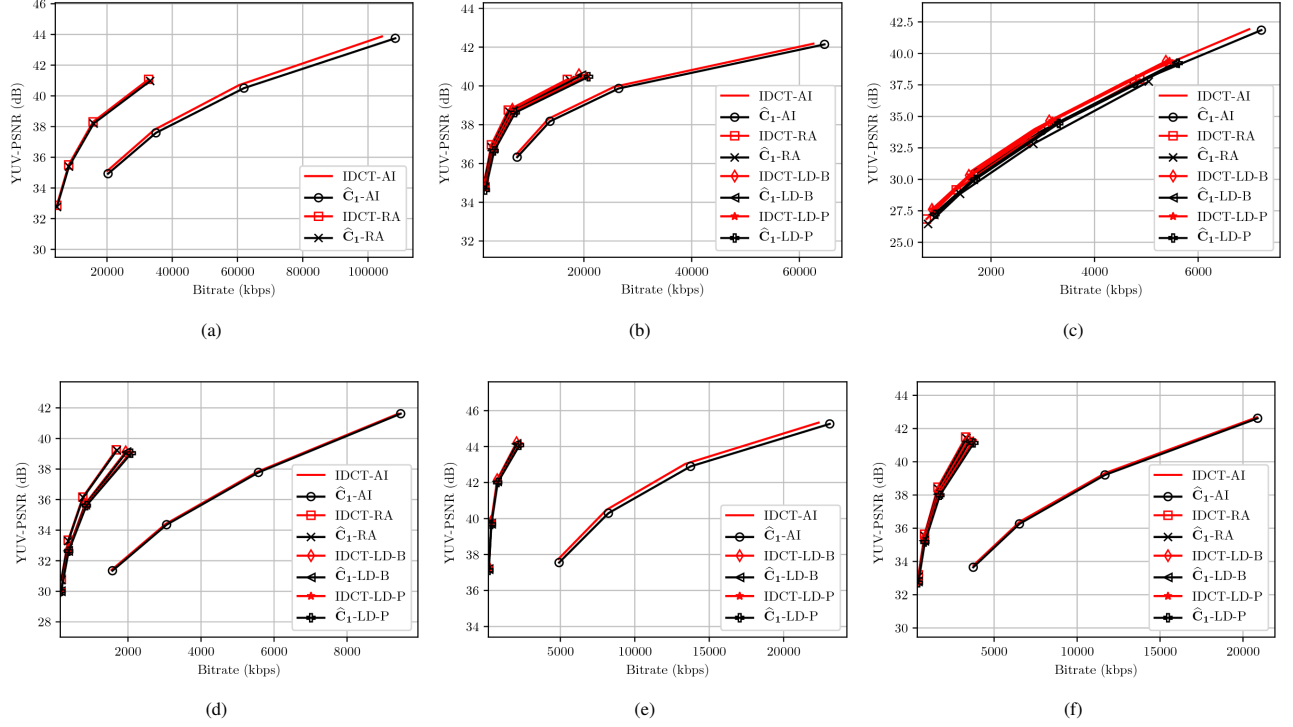 46
44
42
40
38
36
34
32
30
YUV-PSNR (dB)
IDCT-AI
Ĉ₁-AI
IDCT-RA
Ĉ₁-RA
20000 40000 60000 80000 100000
Bitrate (kbps)
(a)
44
42
40
38
36
34
32
YUV-PSNR (dB)
IDCT-AI
Ĉ₁-AI
IDCT-RA
Ĉ₁-RA
IDCT-LD-B
Ĉ₁-LD-B
IDCT-LD-P
Ĉ₁-LD-P
20000 40000 60000
Bitrate (kbps)
(b)
42.5
40.0
37.5
35.0
32.5
30.0
27.5
25.0
YUV-PSNR (dB)
IDCT-AI
Ĉ₁-AI
IDCT-RA
Ĉ₁-RA
IDCT-LD-B
Ĉ₁-LD-B
IDCT-LD-P
Ĉ₁-LD-P
2000 4000 6000
Bitrate (kbps)
(c)
42
40
38
36
34
32
30
28
YUV-PSNR (dB)
IDCT-AI
Ĉ₁-AI
IDCT-RA
Ĉ₁-RA
IDCT-LD-B
Ĉ₁-LD-B
IDCT-LD-P
Ĉ₁-LD-P
2000 4000 6000 8000
Bitrate (kbps)
(d)
46
44
42
40
38
36
34
YUV-PSNR (dB)
IDCT-AI
Ĉ₁-AI
IDCT-LD-B
Ĉ₁-LD-B
IDCT-LD-P
Ĉ₁-LD-P
5000 10000 15000 20000
Bitrate (kbps)
(e)
44
42
40
38
36
34
32
30
YUV-PSNR (dB)
IDCT-AI
Ĉ₁-AI
IDCT-RA
Ĉ₁-RA
IDCT-LD-B
Ĉ₁-LD-B
IDCT-LD-P
Ĉ₁-LD-P
5000 10000 15000 20000
Bitrate (kbps)
(f)